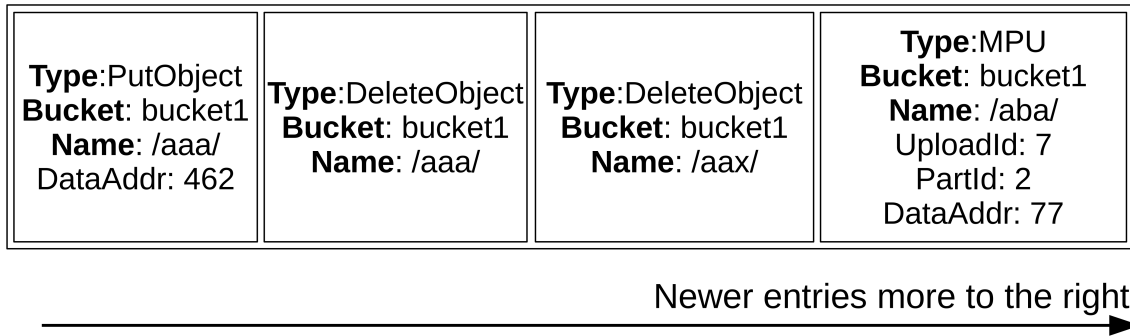 Type:PutObject
Bucket: bucket1
Name: /aaa/
DataAddr: 462
Type:DeleteObject
Bucket: bucket1
Name: /aaa/
Type:DeleteObject
Bucket: bucket1
Name: /aax/
Type:MPU
Bucket: bucket1
Name: /aba/
UploadId: 7
PartId: 2
DataAddr: 77
Newer entries more to the right